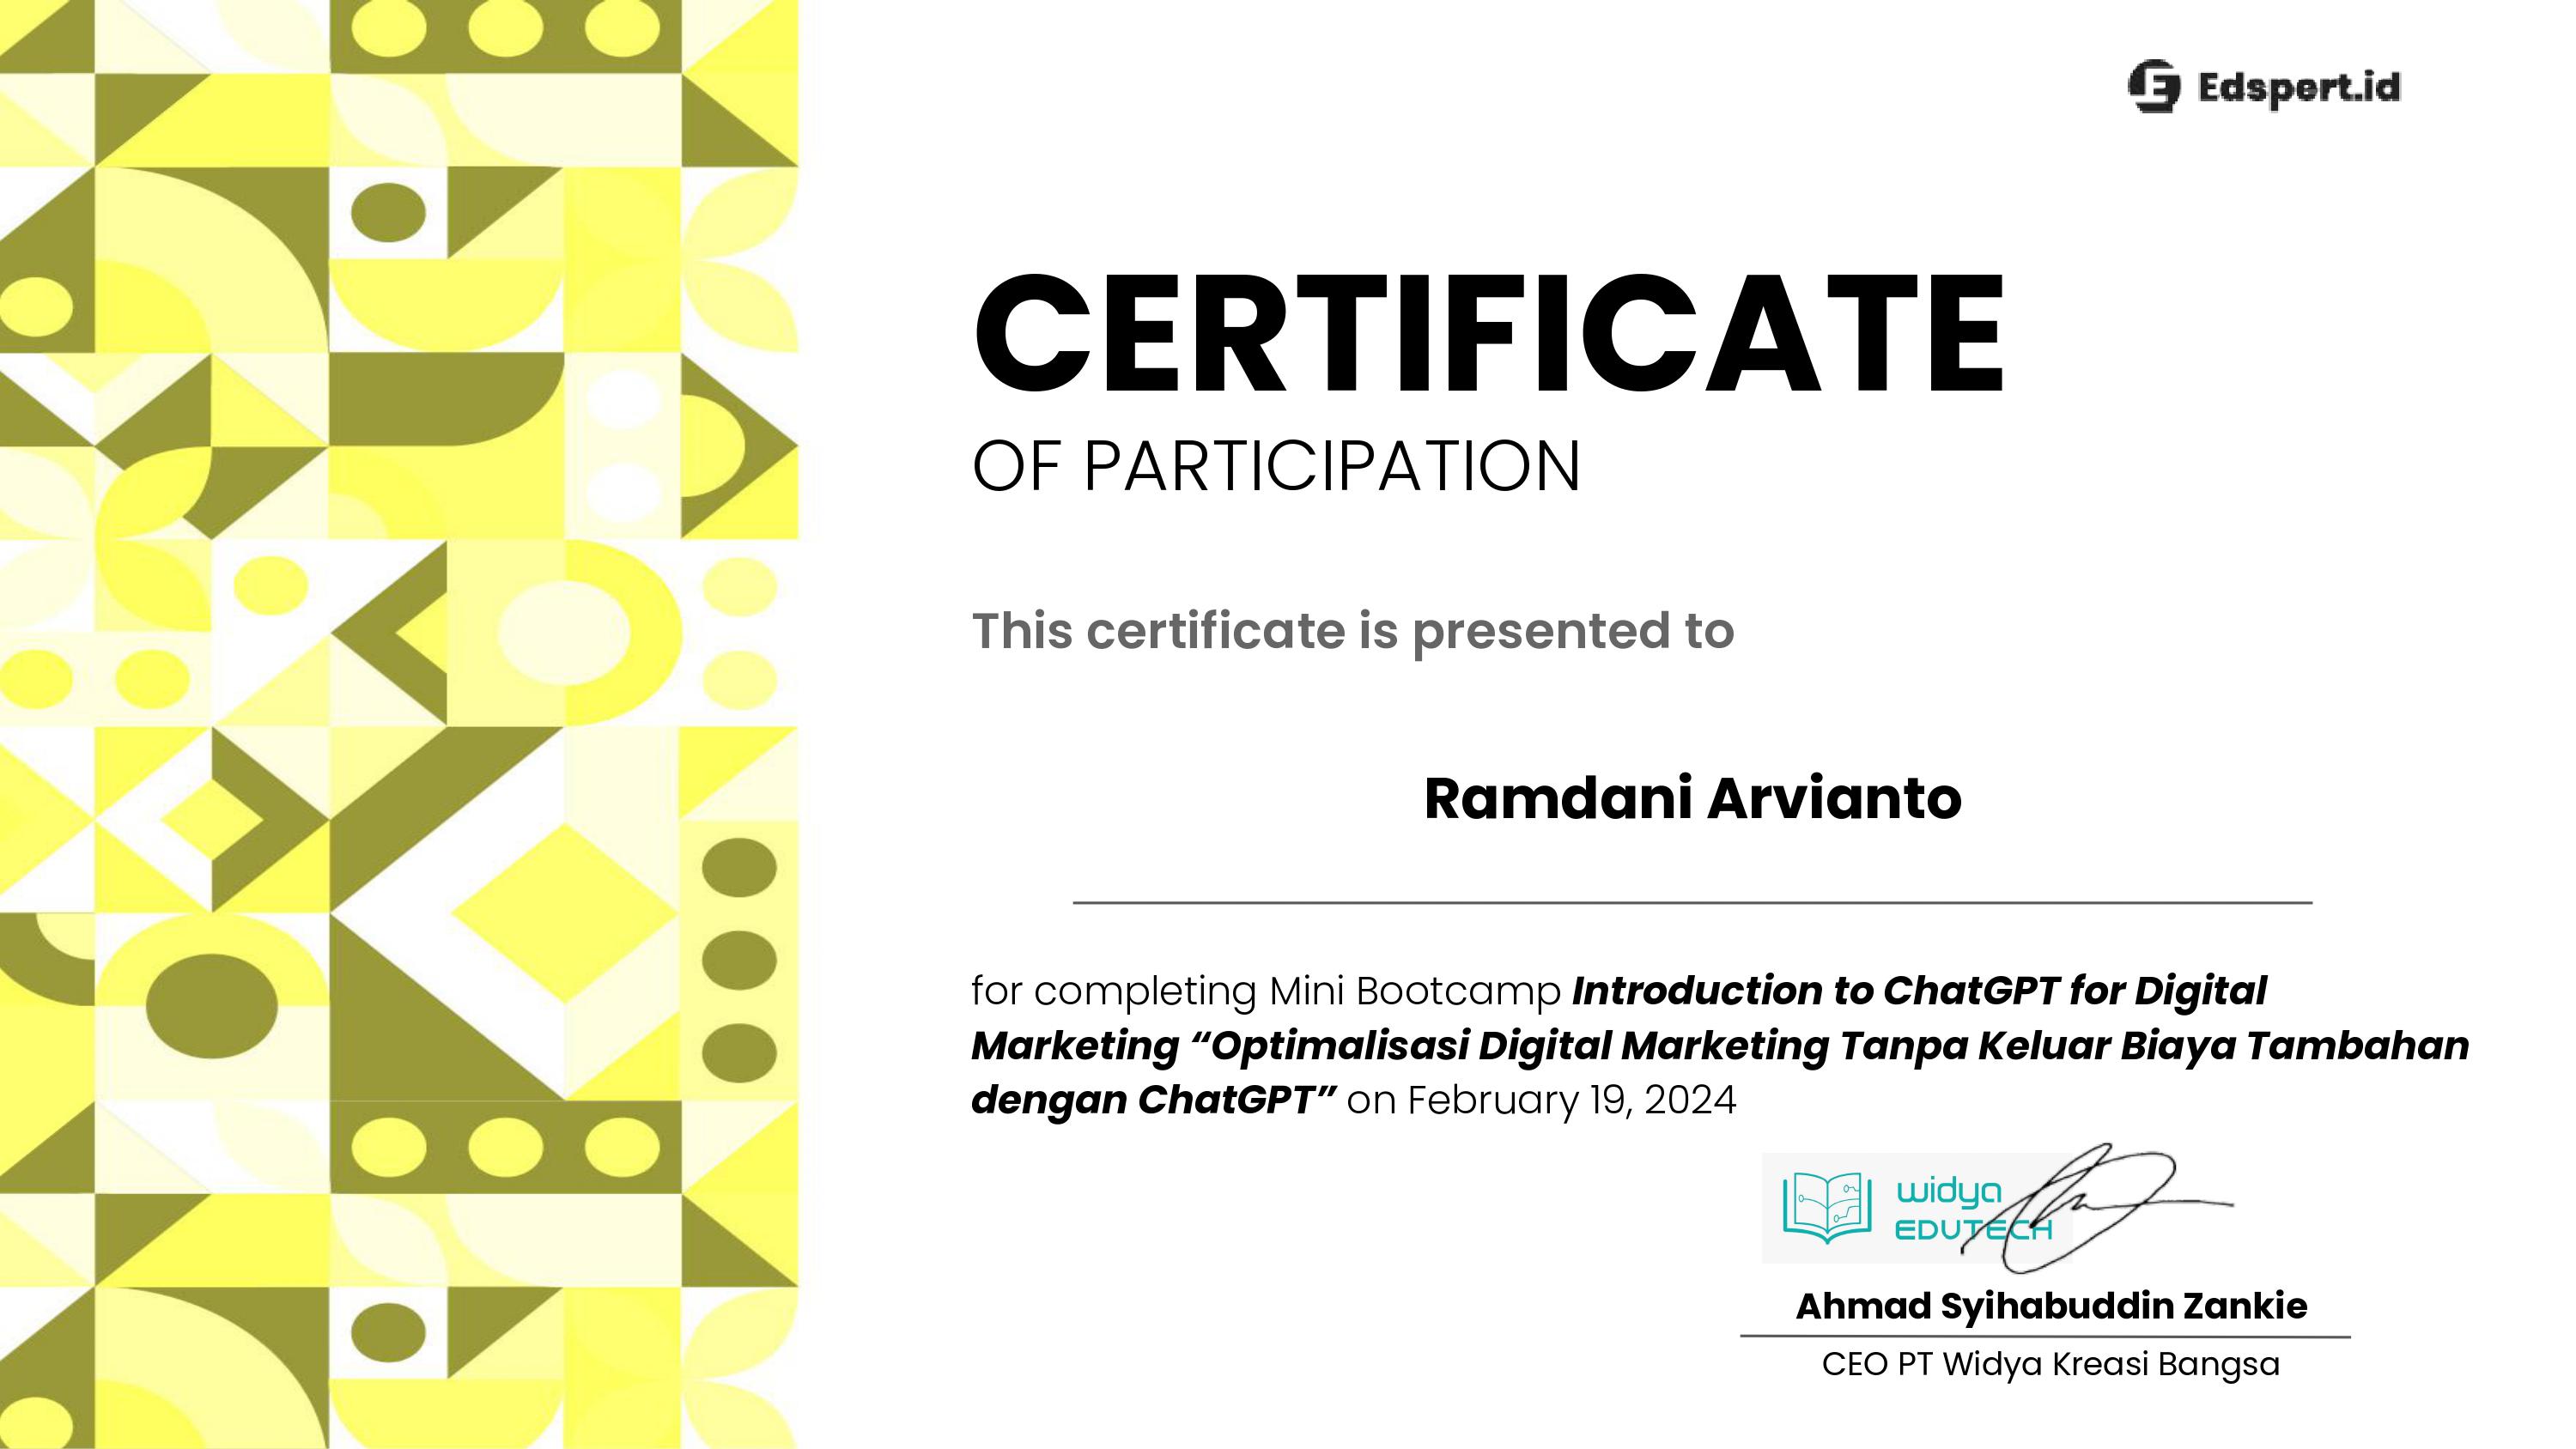 Edspert.id
CERTIFICATE
OF PARTICIPATION
This certificate is presented to
Ramdani Arvianto
for completing Mini Bootcamp Introduction to ChatGPT for Digital
Marketing “Optimalisasi Digital Marketing Tanpa Keluar Biaya Tambahan
dengan ChatGPT” on February 19, 2024
widya
EDUTECH
Ahmad Syihabuddin Zankie
CEO PT Widya Kreasi Bangsa